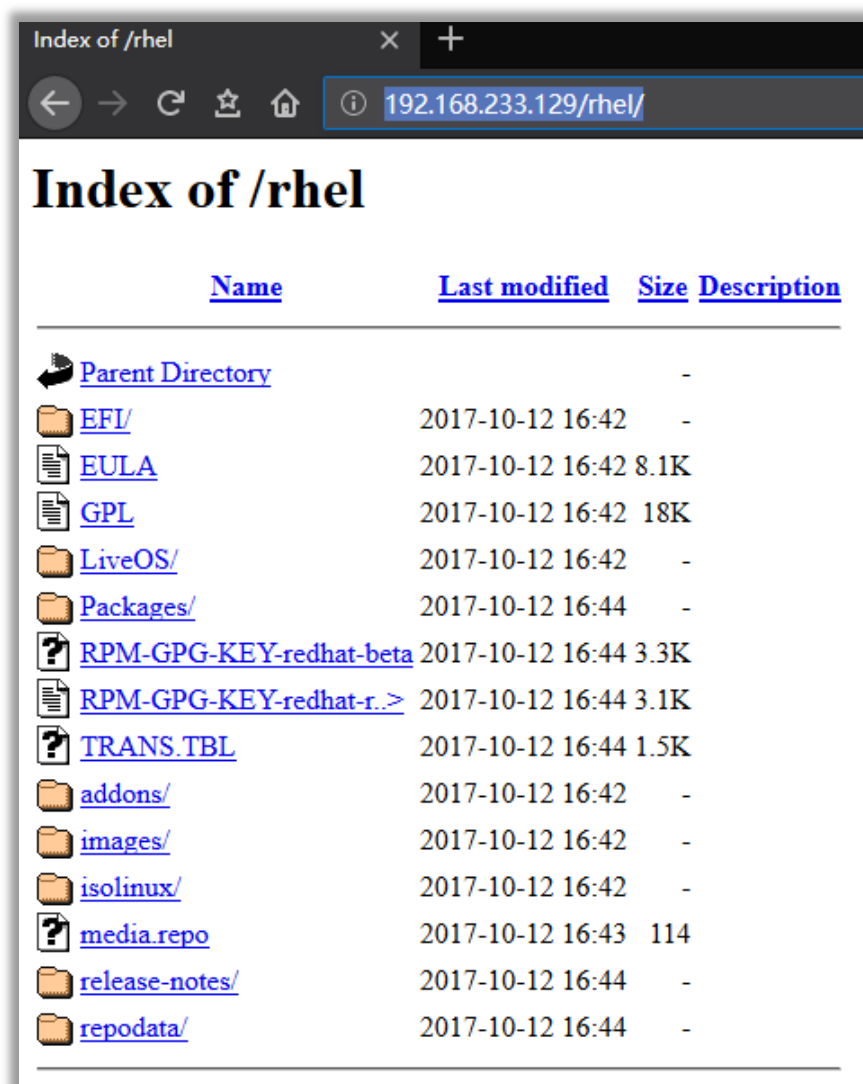 Index of /rhel
192.168.233.129/rhel/
Index of /rhel
Name Last modified Size Description
Parent Directory -
EFI/ 2017-10-12 16:42 -
EULA 2017-10-12 16:42 8.1K
GPL 2017-10-12 16:42 18K
LiveOS/ 2017-10-12 16:42 -
Packages/ 2017-10-12 16:44 -
RPM-GPG-KEY-redhat-beta 2017-10-12 16:44 3.3K
RPM-GPG-KEY-redhat-r..> 2017-10-12 16:44 3.1K
TRANS.TBL 2017-10-12 16:44 1.5K
addons/ 2017-10-12 16:42 -
images/ 2017-10-12 16:42 -
isolinux/ 2017-10-12 16:42 -
media.repo 2017-10-12 16:43 114
release-notes/ 2017-10-12 16:44 -
repodata/ 2017-10-12 16:44 -